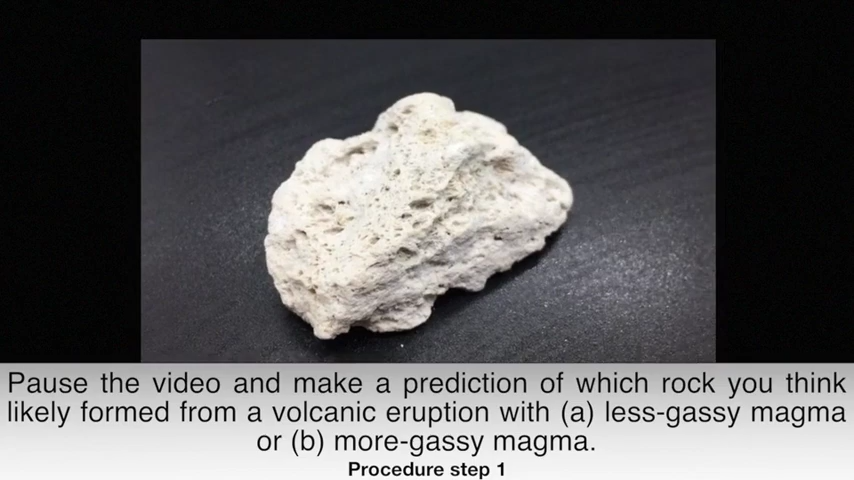 Pause the video and make a prediction of which rock you think
likely formed from a volcanic eruption with (a) less-gassy magma
or (b) more-gassy magma.
Procedure step 1